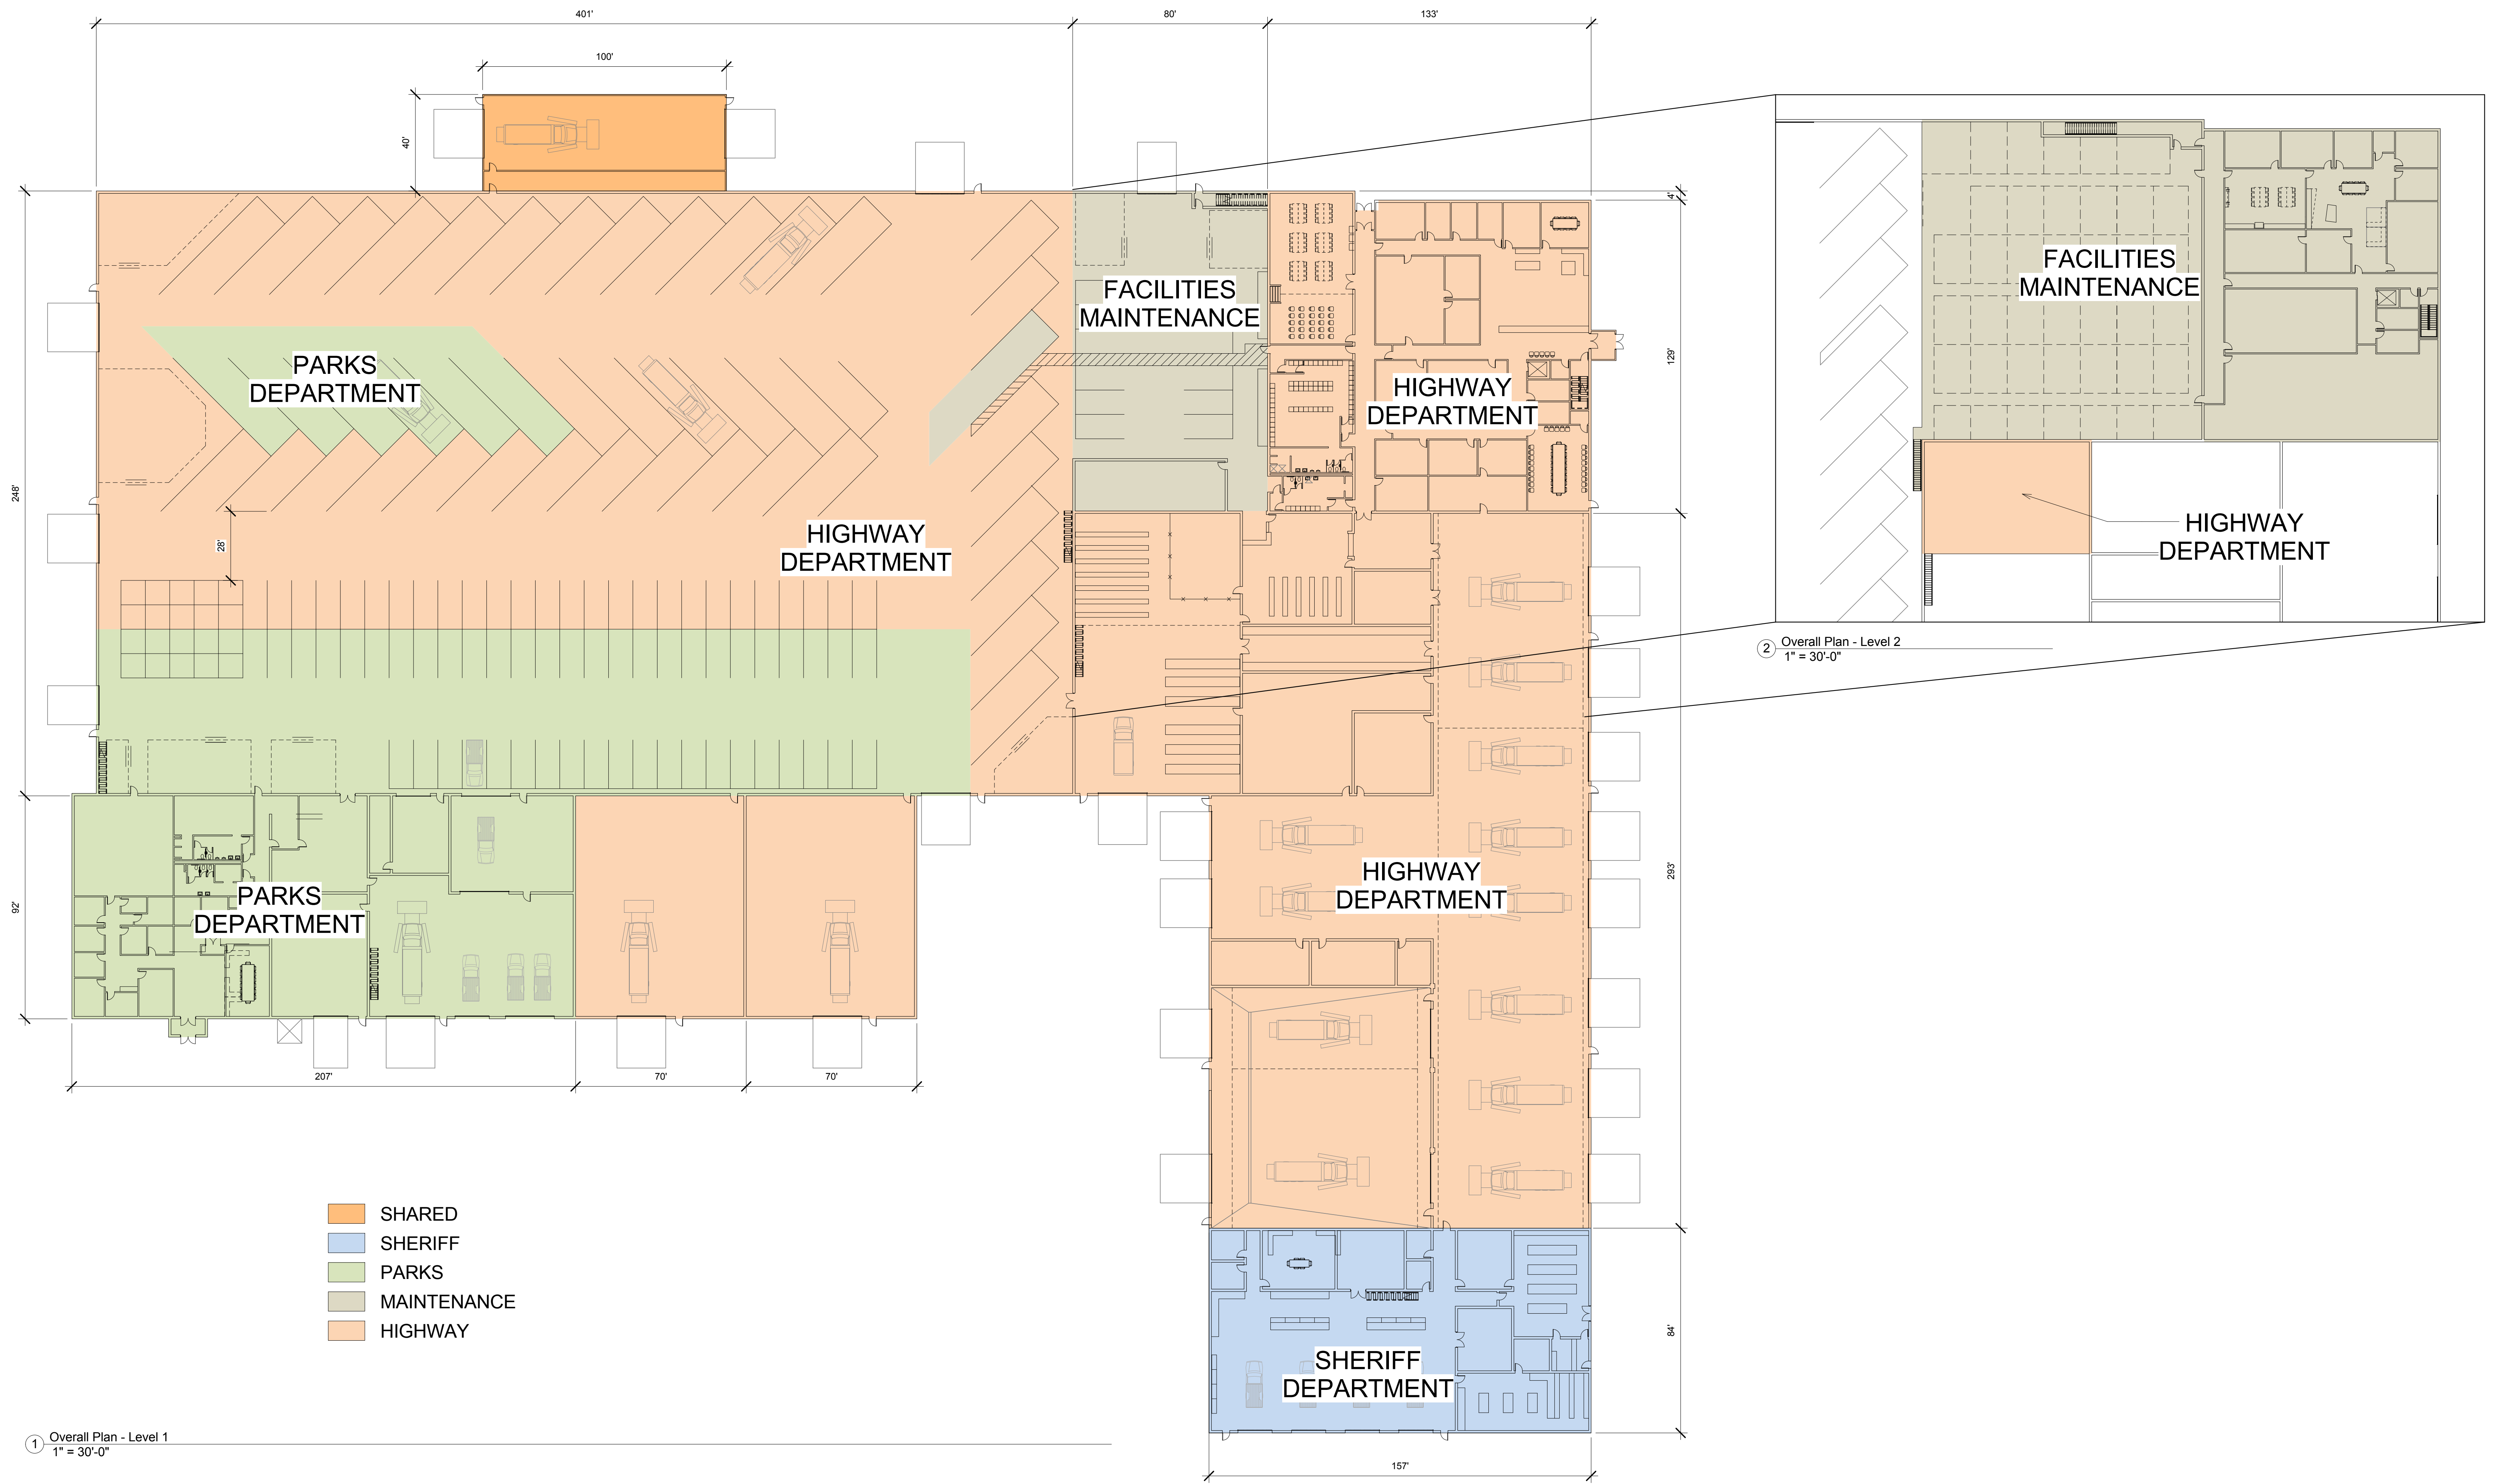 401'
80'
133'
100'
40'
4'
PARKS
DEPARTMENT
FACILITIES
MAINTENANCE
HIGHWAY
DEPARTMENT
129'
248'
28'
HIGHWAY
DEPARTMENT
FACILITIES
MAINTENANCE
HIGHWAY
DEPARTMENT
2
Overall Plan - Level 2
1" = 30'-0"
92'
PARKS
DEPARTMENT
HIGHWAY
DEPARTMENT
293'
207'
70'
70'
SHARED
SHERIFF
PARKS
MAINTENANCE
HIGHWAY
SHERIFF
DEPARTMENT
84'
1
Overall Plan - Level 1
1" = 30'-0"
157'